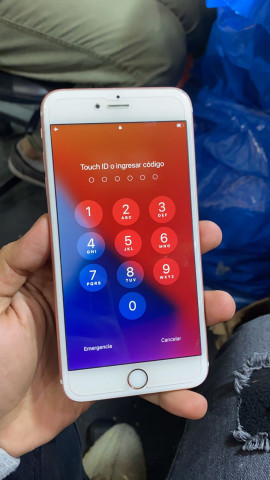 Touch ID o ingresar código
1
2
ABC
3
DEF
4
GHI
5
JKL
6
MNO
7
PQRS
8
TUV
9
WXYZ
0
Emergencia
Cancelar